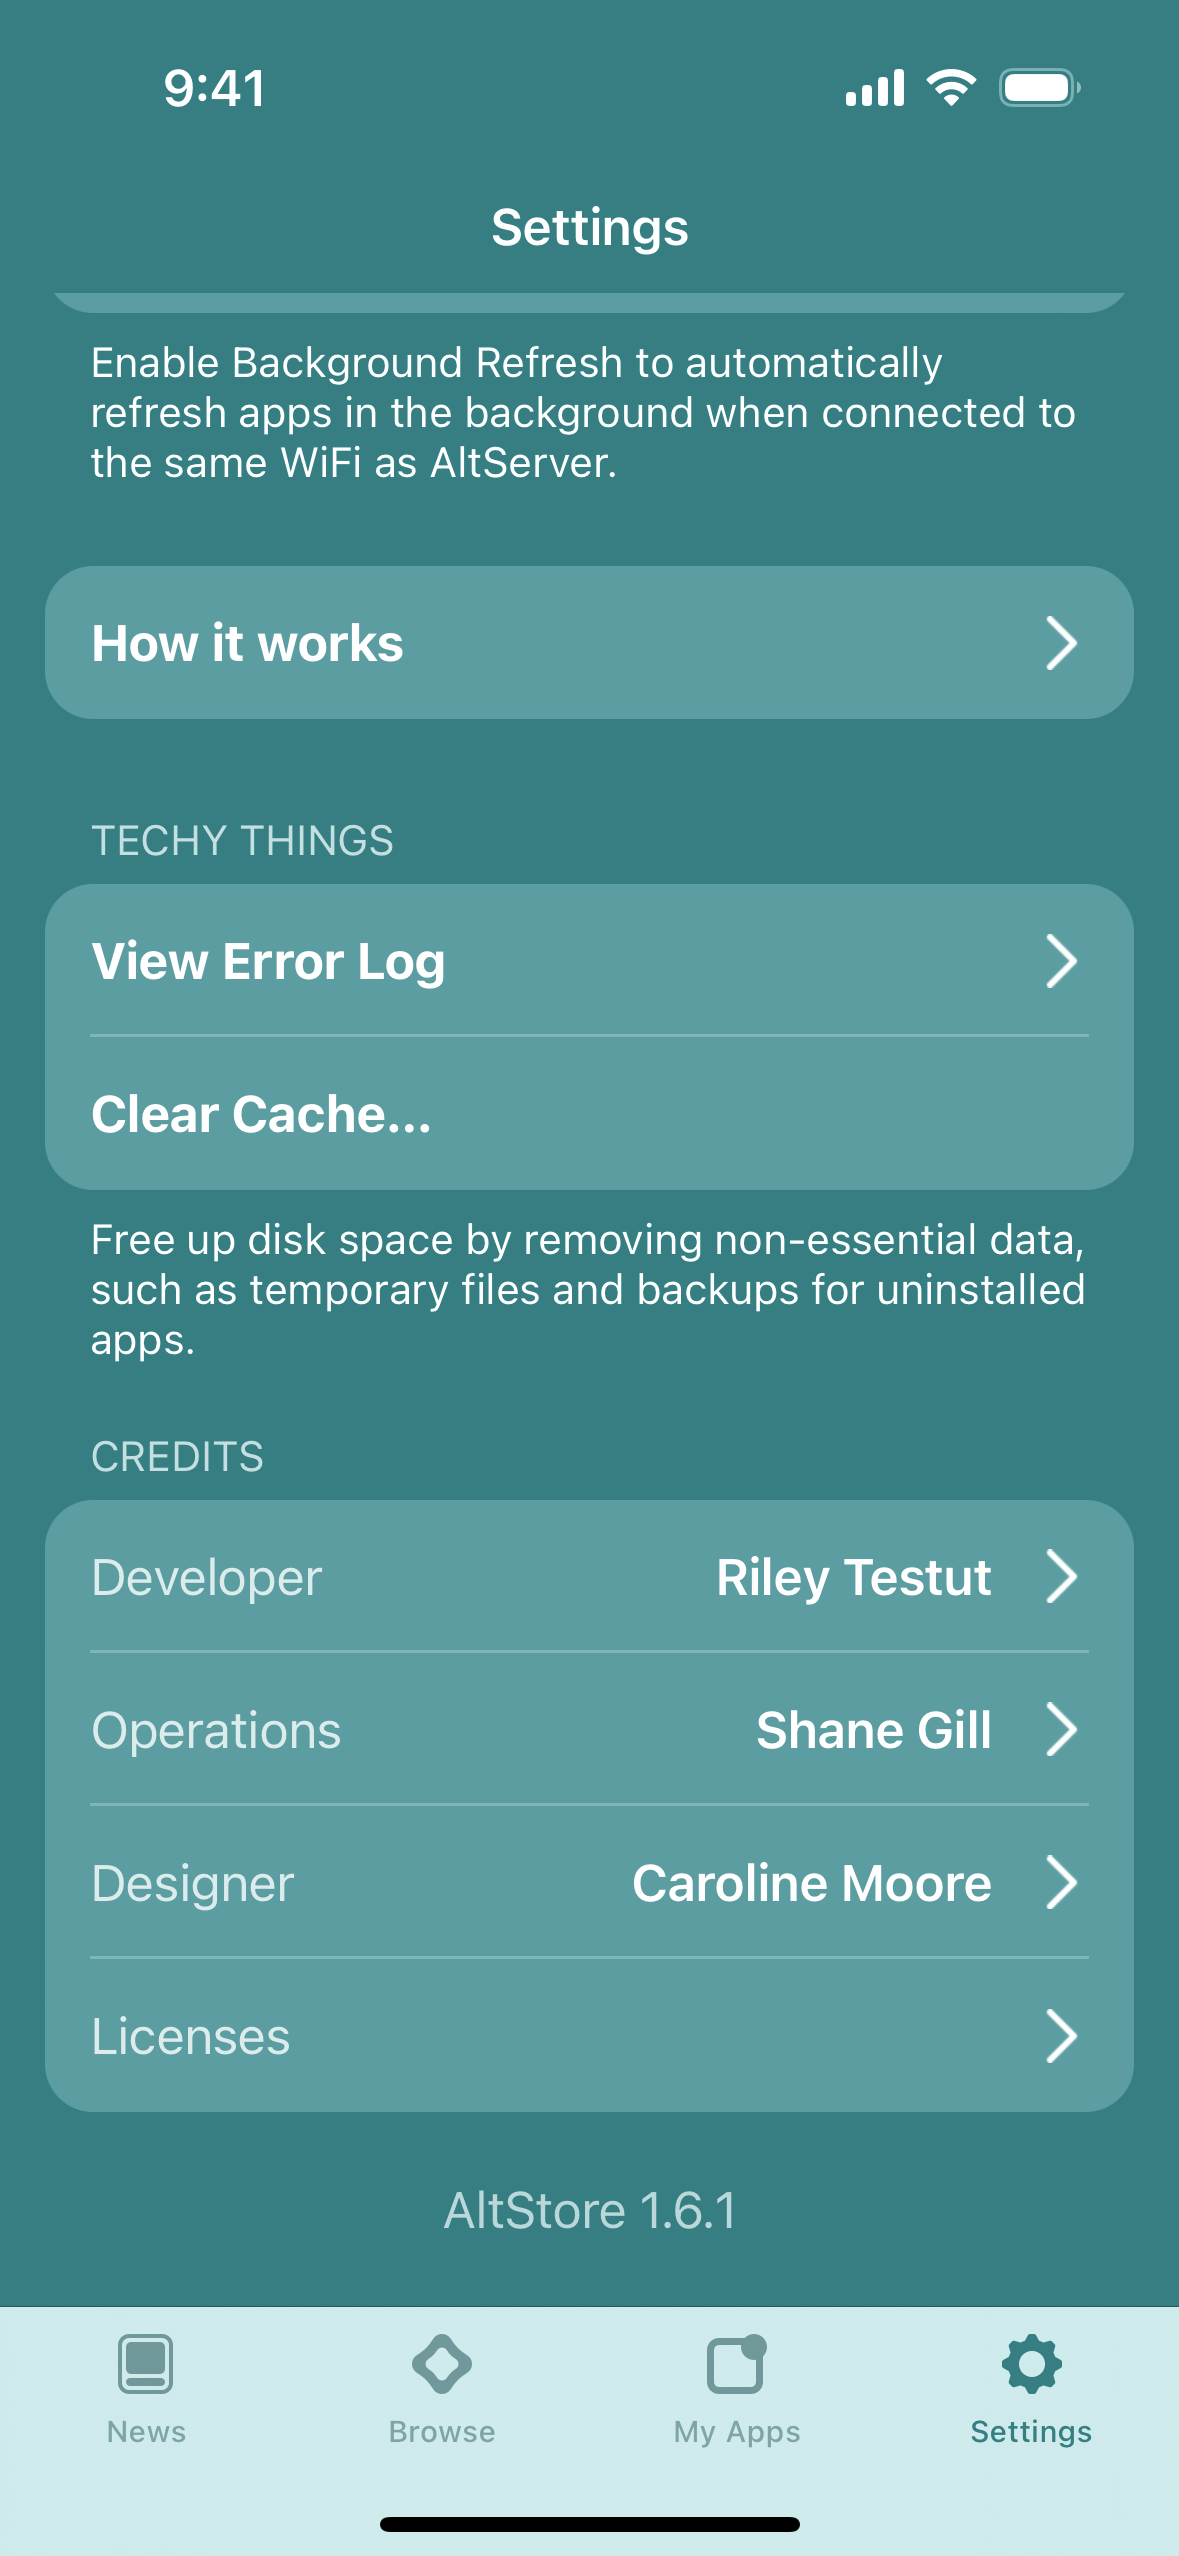 9:41
Settings
Enable Background Refresh to automatically
refresh apps in the background when connected to
the same WiFi as AltServer.
How it works
TECHY THINGS
View Error Log
Clear Cache...
Free up disk space by removing non-essential data,
such as temporary files and backups for uninstalled
apps.
CREDITS
Developer Riley Testut
Operations Shane Gill
Designer Caroline Moore
Licenses
AltStore 1.6.1
News Browse My Apps Settings